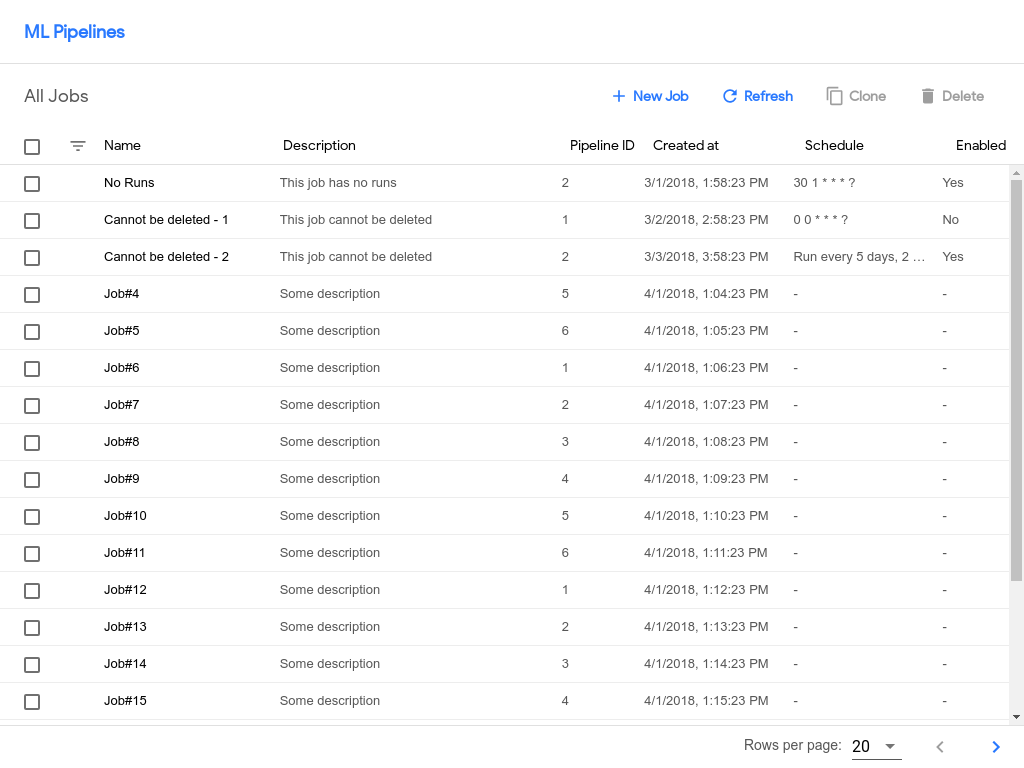 ML Pipelines
All Jobs New Job Refresh Clone Delete
Name Description Pipeline ID Created at Schedule Enabled
No Runs This job has no runs 2 3/1/2018, 1:58:23 PM 30 1 * * * ? Yes
Cannot be deleted - 1 This job cannot be deleted 1 3/2/2018, 2:58:23 PM 0 0 * * * ? No
Cannot be deleted - 2 This job cannot be deleted 2 3/3/2018, 3:58:23 PM Run every 5 days, 2 … Yes
Job#4 Some description 5 4/1/2018, 1:04:23 PM - -
Job#5 Some description 6 4/1/2018, 1:05:23 PM - -
Job#6 Some description 1 4/1/2018, 1:06:23 PM - -
Job#7 Some description 2 4/1/2018, 1:07:23 PM - -
Job#8 Some description 3 4/1/2018, 1:08:23 PM - -
Job#9 Some description 4 4/1/2018, 1:09:23 PM - -
Job#10 Some description 5 4/1/2018, 1:10:23 PM - -
Job#11 Some description 6 4/1/2018, 1:11:23 PM - -
Job#12 Some description 1 4/1/2018, 1:12:23 PM - -
Job#13 Some description 2 4/1/2018, 1:13:23 PM - -
Job#14 Some description 3 4/1/2018, 1:14:23 PM - -
Job#15 Some description 4 4/1/2018, 1:15:23 PM - -
Rows per page: 20